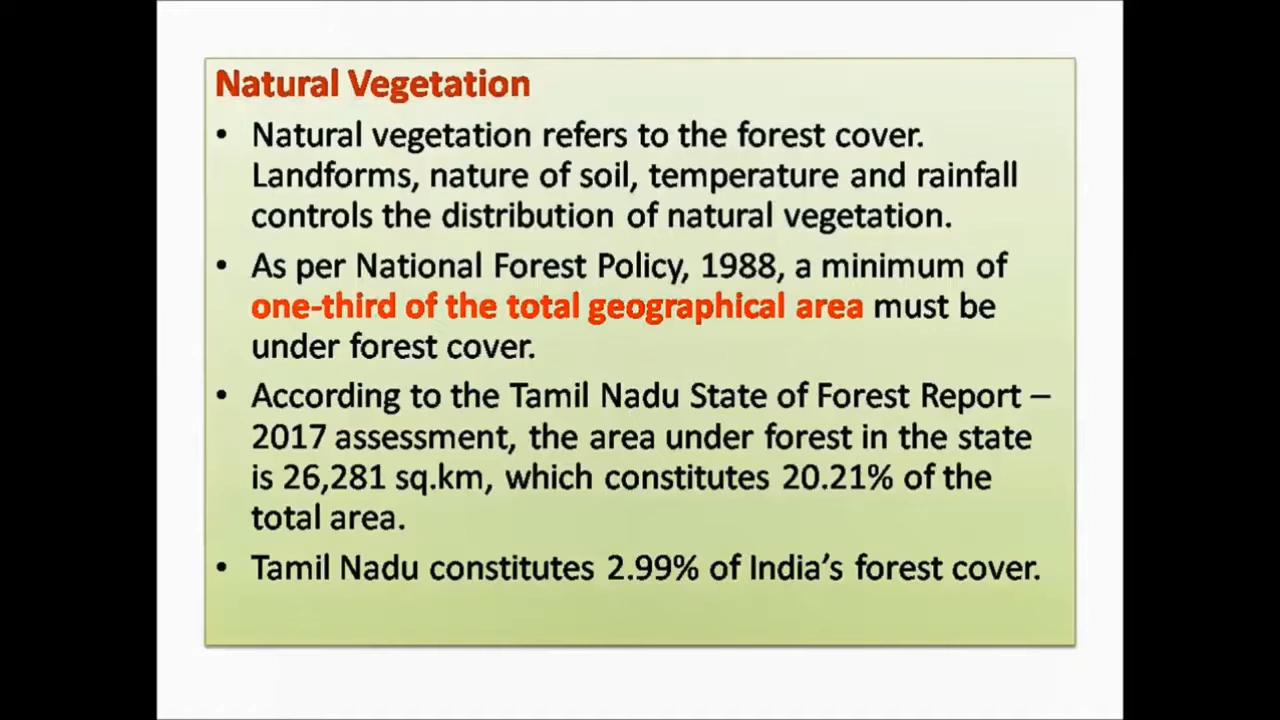 Natural Vegetation
• Natural vegetation refers to the forest cover.
Landforms, nature of soil, temperature and rainfall
controls the distribution of natural vegetation.
• As per National Forest Policy, 1988, a minimum of
one-third of the total geographical area must be
under forest cover.
• According to the Tamil Nadu State of Forest Report –
2017 assessment, the area under forest in the state
is 26,281 sq.km, which constitutes 20.21% of the
total area.
• Tamil Nadu constitutes 2.99% of India’s forest cover.